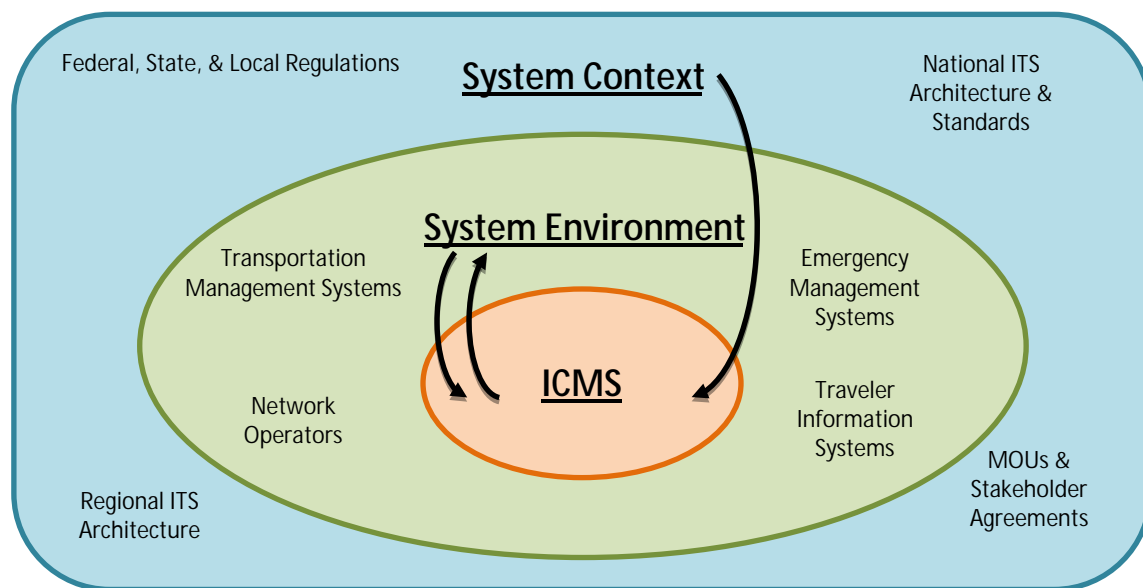 Federal, State, & Local Regulations
System Context
National ITS
Architecture &
Standards
System Environment
Transportation
Management Systems
Emergency
Management
Systems
ICMS
Network
Operators
Traveler
Information
Systems
Regional ITS
Architecture
MOUs &
Stakeholder
Agreements